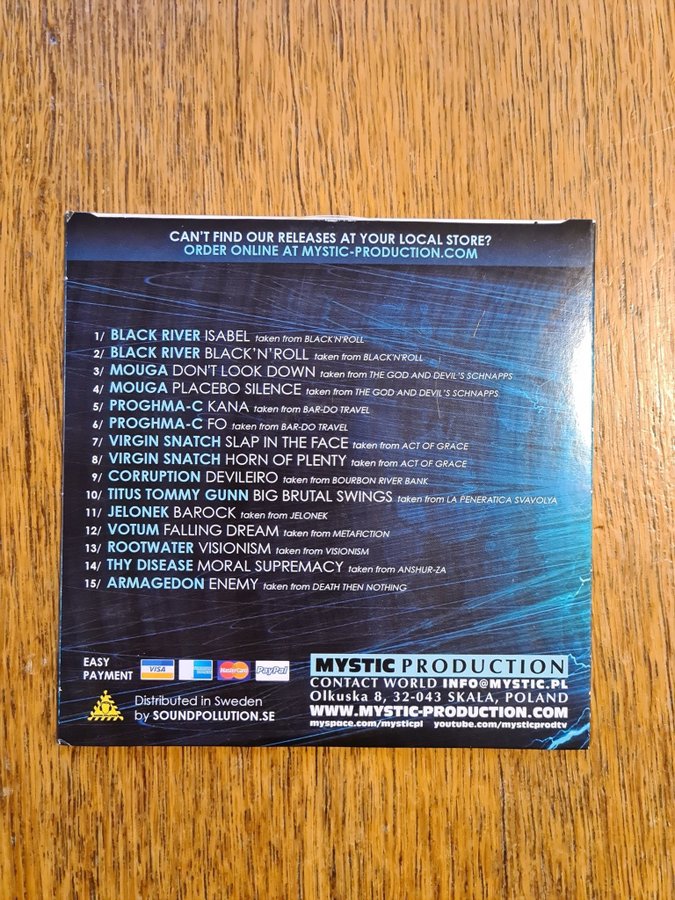 CAN'T FIND OUR RELEASES AT YOUR LOCAL STORE?
ORDER ONLINE AT MYSTIC-PRODUCTION.COM
1/ BLACK RIVER ISABEL taken from BLACK'N'ROLL
2/ BLACK RIVER BLACK'N'ROLL taken from BLACK'N'ROLL
3/ MOUGA DON'T LOOK DOWN taken from THE GOD AND DEVIL'S SCHNAPPS
4/ MOUGA PLACEBO SILENCE taken from THE GOD AND DEVIL'S SCHNAPPS
5/ PROGHMA-C KANA taken from BAR-DO TRAVEL
6/ PROGHMA-C FO taken from BAR-DO TRAVEL
7/ VIRGIN SNATCH SLAP IN THE FACE taken from ACT OF GRACE
8/ VIRGIN SNATCH HORN OF PLENTY taken from ACT OF GRACE
9/ CORRUPTION DEVILEIRO taken from BOURBON RIVER BANK
10/ TITUS TOMMY GUNN BIG BRUTAL SWINGS taken from LA PENERATICA SVAVOLYA
11/ JELONEK BAROCK taken from JELONEK
12/ VOTUM FALLING DREAM taken from METAFICTION
13/ ROOTWATER VISIONISM taken from VISIONISM
14/ THY DISEASE MORAL SUPREMACY taken from ANSHUR-ZA
15/ ARMAGEDON ENEMY taken from DEATH THEN NOTHING
EASY
PAYMENT
VISA MasterCard PayPal
Distributed in Sweden
by SOUNDPOLLUTION.SE
MYSTIC PRODUCTION
CONTACT WORLD INFO@MYSTIC.PL
Olkuska 8, 32-043 SKALA, POLAND
WWW.MYSTIC-PRODUCTION.COM
myspace.com/mysticpl youtube.com/mysticprodtv